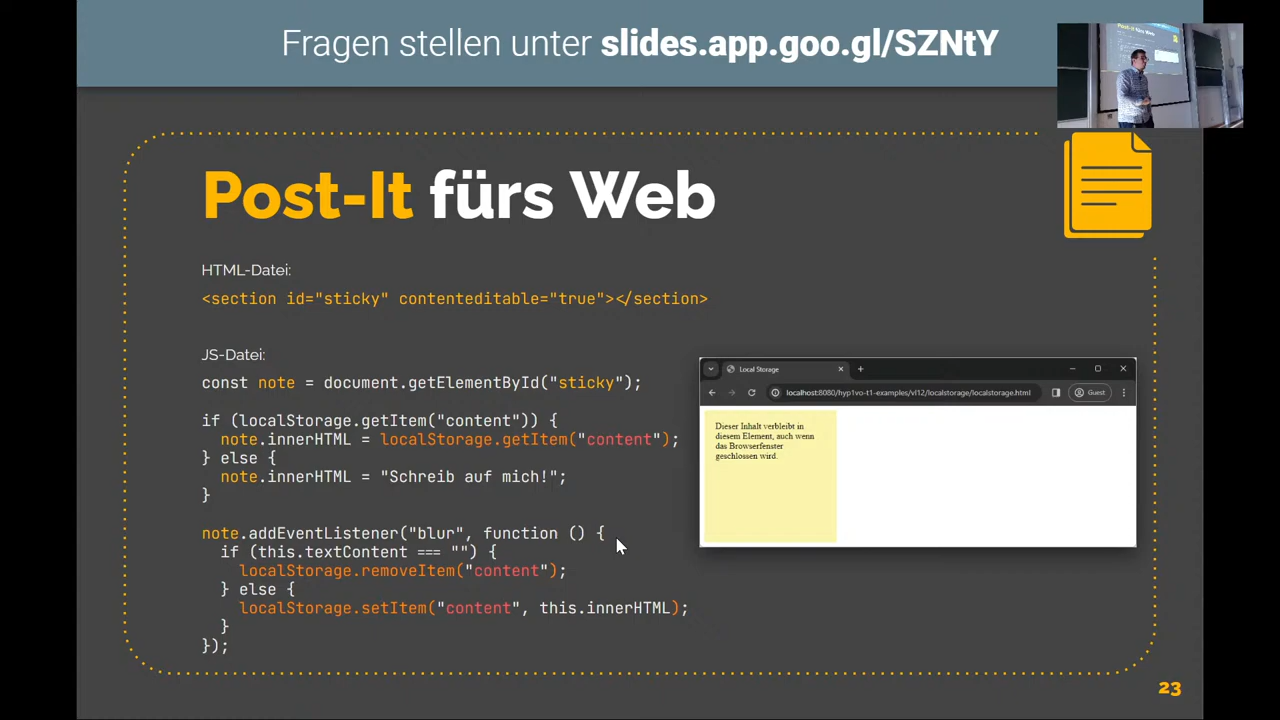 Fragen stellen unter slides.app.goo.gl/SZNtY
Post-It fürs Web
HTML-Datei:
<section id="sticky" contenteditable="true"></section>
JS-Datei:
const note = document.getElementById("sticky");
if (localStorage.getItem("content")) {
note.innerHTML = localStorage.getItem("content");
} else {
note.innerHTML = "Schreib auf mich!";
}
note.addEventListener("blur", function () {
if (this.textContent === "") {
localStorage.removeItem("content");
} else {
localStorage.setItem("content", this.innerHTML);
}
});
Local Storage
localhost:8080/hyp1vo-t1-examples/vl12/localstorage/localstorage.html
Guest
Dieser Inhalt verbleibt in
diesem Element, auch wenn
das Browserfenster
geschlossen wird.
23